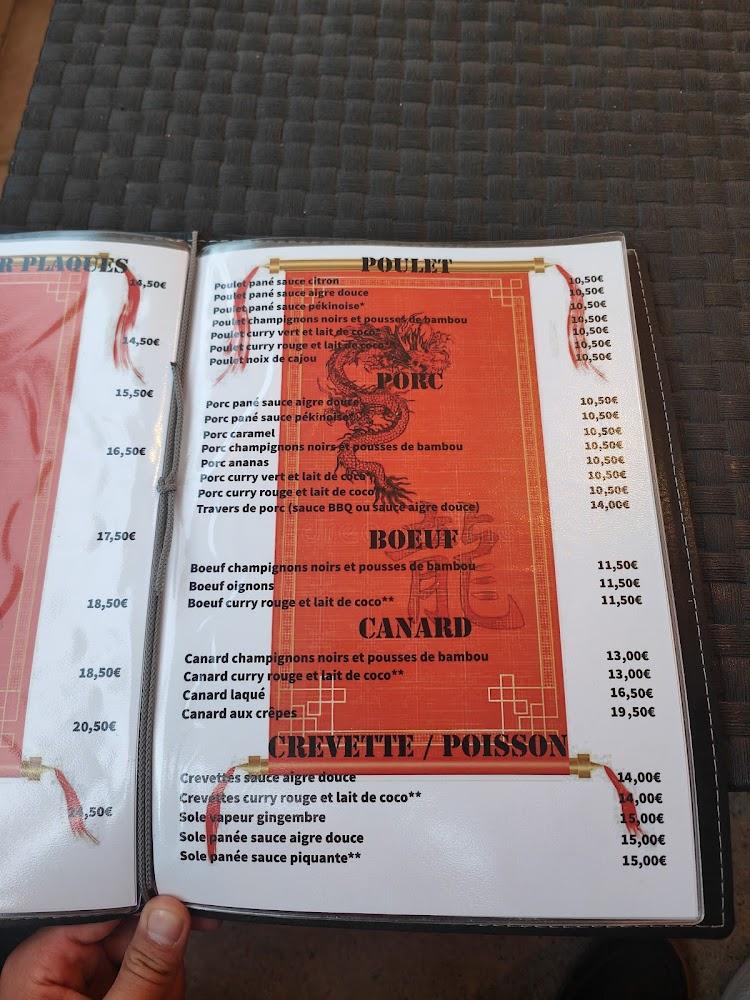 R PLAQUES
14,50€
14,50€
15,50€
16,50€
17,50€
18,50€
18,50€
20,50€
24,50€
POULET
Poulet pané sauce citron 10,50€
Poulet pané sauce aigre douce 10,50€
Poulet pané sauce pékinoise* 10,50€
Poulet champignons noirs et pousses de bambou 10,50€
Poulet curry vert et lait de coco* 10,50€
Poulet curry rouge et lait de coco** 10,50€
Poulet noix de cajou 10,50€
PORC
Porc pané sauce aigre douce 10,50€
Porc pané sauce pékinoise* 10,50€
Porc caramel 10,50€
Porc champignons noirs et pousses de bambou 10,50€
Porc ananas 10,50€
Porc curry vert et lait de coco* 10,50€
Porc curry rouge et lait de coco** 10,50€
Travers de porc (sauce BBQ ou sauce aigre douce) 14,00€
龍
BOEUF
Boeuf champignons noirs et pousses de bambou 11,50€
Boeuf oignons 11,50€
Boeuf curry rouge et lait de coco** 11,50€
CANARD
Canard champignons noirs et pousses de bambou 13,00€
Canard curry rouge et lait de coco** 13,00€
Canard laqué 16,50€
Canard aux crêpes 19,50€
CREVETTE / POISSON
Crevettes sauce aigre douce 14,00€
Crevettes curry rouge et lait de coco** 14,00€
Sole vapeur gingembre 15,00€
Sole panée sauce aigre douce 15,00€
Sole panée sauce piquante** 15,00€